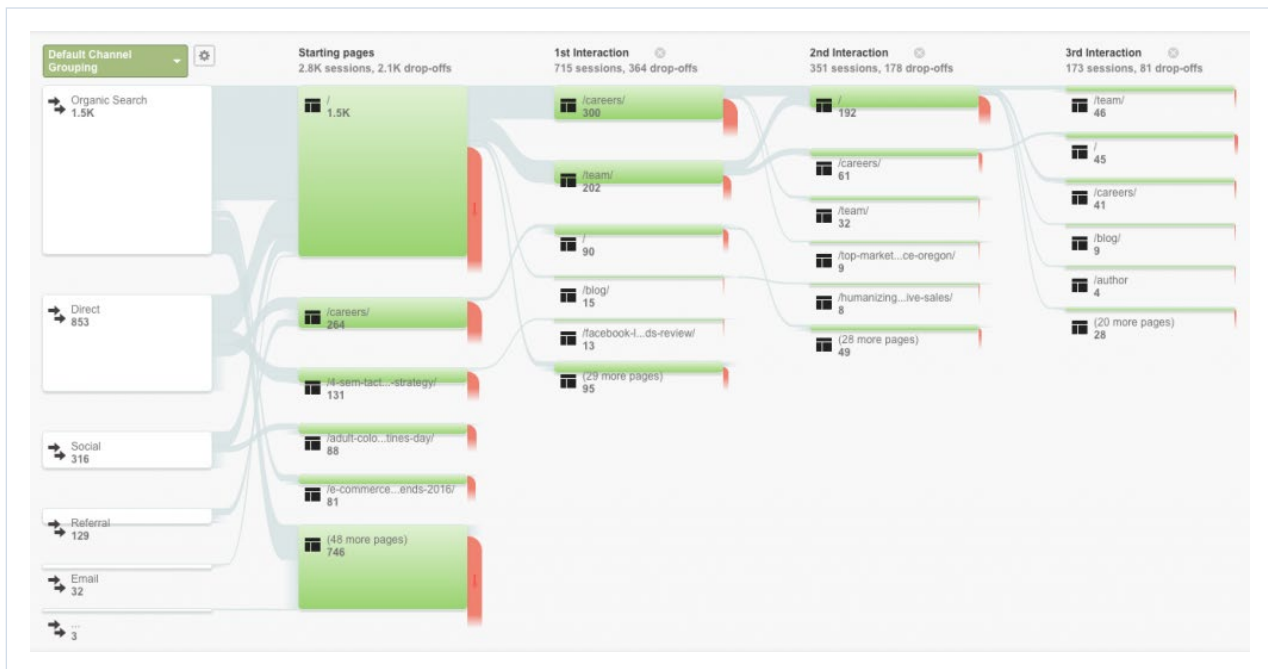 Default Channel
Grouping
Organic Search
1.5K
Direct
853
Social
316
Referral
129
Email
32
...
3
Starting pages
2.8K sessions, 2.1K drop-offs
/
1.5K
/careers/
264
/4-sem-tact...-strategy/
131
/adult-colo...tines-day/
88
/e-commerce...ends-2016/
81
(48 more pages)
746
1st Interaction
715 sessions, 364 drop-offs
/careers/
300
/team/
202
/
90
/blog/
15
/facebook-l...ds-review/
13
(29 more pages)
95
2nd Interaction
351 sessions, 178 drop-offs
/
192
/careers/
61
/team/
32
/top-market...ce-oregon/
9
/humanizing...ive-sales/
8
(28 more pages)
49
3rd Interaction
173 sessions, 81 drop-offs
/team/
46
/
45
/careers/
41
/blog/
9
/author
4
(20 more pages)
28